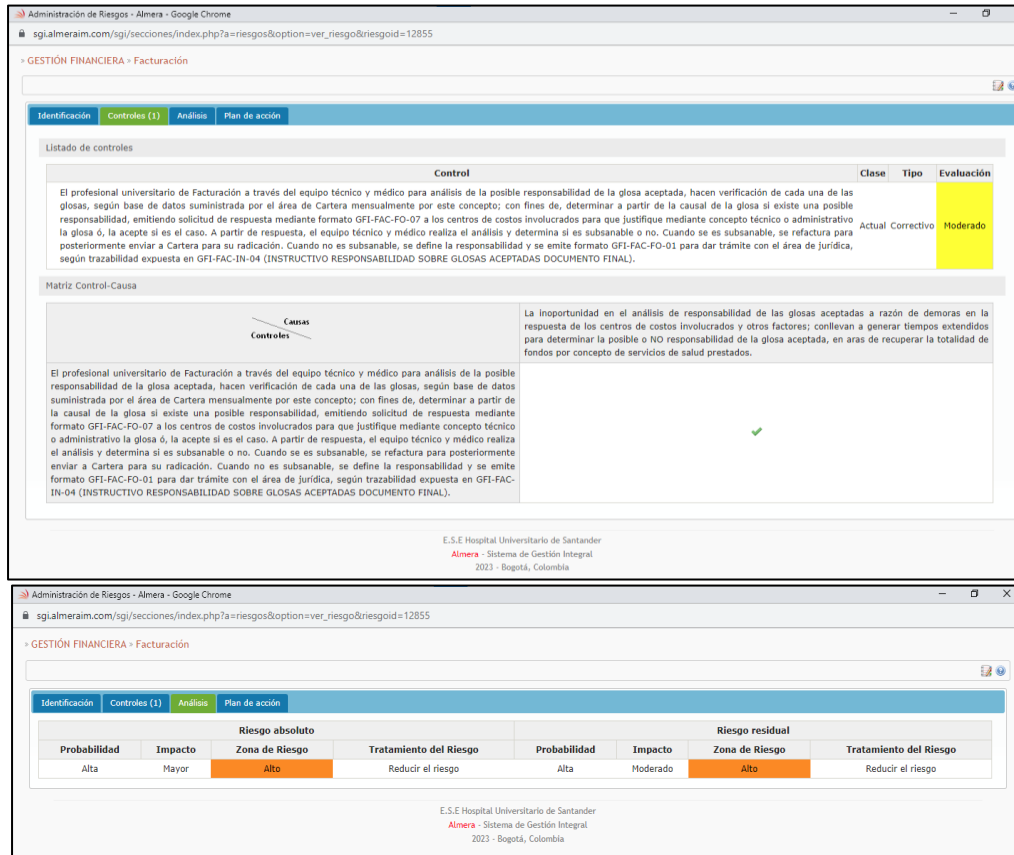 Administración de Riesgos - Almera - Google Chrome
sgi.almeraim.com/sgi/secciones/index.php?a=riesgos&option=ver_riesgo&riesgoid=12855
» GESTIÓN FINANCIERA » Facturación
Identificación Controles (1) Análisis Plan de acción
Listado de controles
Control Clase Tipo Evaluación
El profesional universitario de Facturación a través del equipo técnico y médico para análisis de la posible responsabilidad de la glosa aceptada, hacen verificación de cada una de las
glosas, según base de datos suministrada por el área de Cartera mensualmente por este concepto; con fines de, determinar a partir de la causal de la glosa si existe una posible
responsabilidad, emitiendo solicitud de respuesta mediante formato GFI-FAC-FO-07 a los centros de costos involucrados para que justifique mediante concepto técnico o administrativo
la glosa ó, la acepte si es el caso. A partir de respuesta, el equipo técnico y médico realiza el análisis y determina si es subsanable o no. Cuando se es subsanable, se refactura para
posteriormente enviar a Cartera para su radicación. Cuando no es subsanable, se define la responsabilidad y se emite formato GFI-FAC-FO-01 para dar trámite con el área de jurídica,
según trazabilidad expuesta en GFI-FAC-IN-04 (INSTRUCTIVO RESPONSABILIDAD SOBRE GLOSAS ACEPTADAS DOCUMENTO FINAL).
Actual Correctivo Moderado
Matriz Control-Causa
Causas
Controles
La inoportunidad en el análisis de responsabilidad de las glosas aceptadas a razón de demoras en la
respuesta de los centros de costos involucrados y otros factores; conllevan a generar tiempos extendidos
para determinar la posible o NO responsabilidad de la glosa aceptada, en aras de recuperar la totalidad de
fondos por concepto de servicios de salud prestados.
El profesional universitario de Facturación a través del equipo técnico y médico para análisis de la posible
responsabilidad de la glosa aceptada, hacen verificación de cada una de las glosas, según base de datos
suministrada por el área de Cartera mensualmente por este concepto; con fines de, determinar a partir de
la causal de la glosa si existe una posible responsabilidad, emitiendo solicitud de respuesta mediante
formato GFI-FAC-FO-07 a los centros de costos involucrados para que justifique mediante concepto técnico
o administrativo la glosa ó, la acepte si es el caso. A partir de respuesta, el equipo técnico y médico realiza
el análisis y determina si es subsanable o no. Cuando se es subsanable, se refactura para posteriormente
enviar a Cartera para su radicación. Cuando no es subsanable, se define la responsabilidad y se emite
formato GFI-FAC-FO-01 para dar trámite con el área de jurídica, según trazabilidad expuesta en GFI-FAC-
IN-04 (INSTRUCTIVO RESPONSABILIDAD SOBRE GLOSAS ACEPTADAS DOCUMENTO FINAL).
E.S.E Hospital Universitario de Santander
Almera - Sistema de Gestión Integral
2023 - Bogotá, Colombia
Administración de Riesgos - Almera - Google Chrome
sgi.almeraim.com/sgi/secciones/index.php?a=riesgos&option=ver_riesgo&riesgoid=12855
» GESTIÓN FINANCIERA » Facturación
Identificación Controles (1) Análisis Plan de acción
Riesgo absoluto Riesgo residual
Probabilidad Impacto Zona de Riesgo Tratamiento del Riesgo Probabilidad Impacto Zona de Riesgo Tratamiento del Riesgo
Alta Mayor Alto Reducir el riesgo Alta Moderado Alto Reducir el riesgo
E.S.E Hospital Universitario de Santander
Almera - Sistema de Gestión Integral
2023 - Bogotá, Colombia